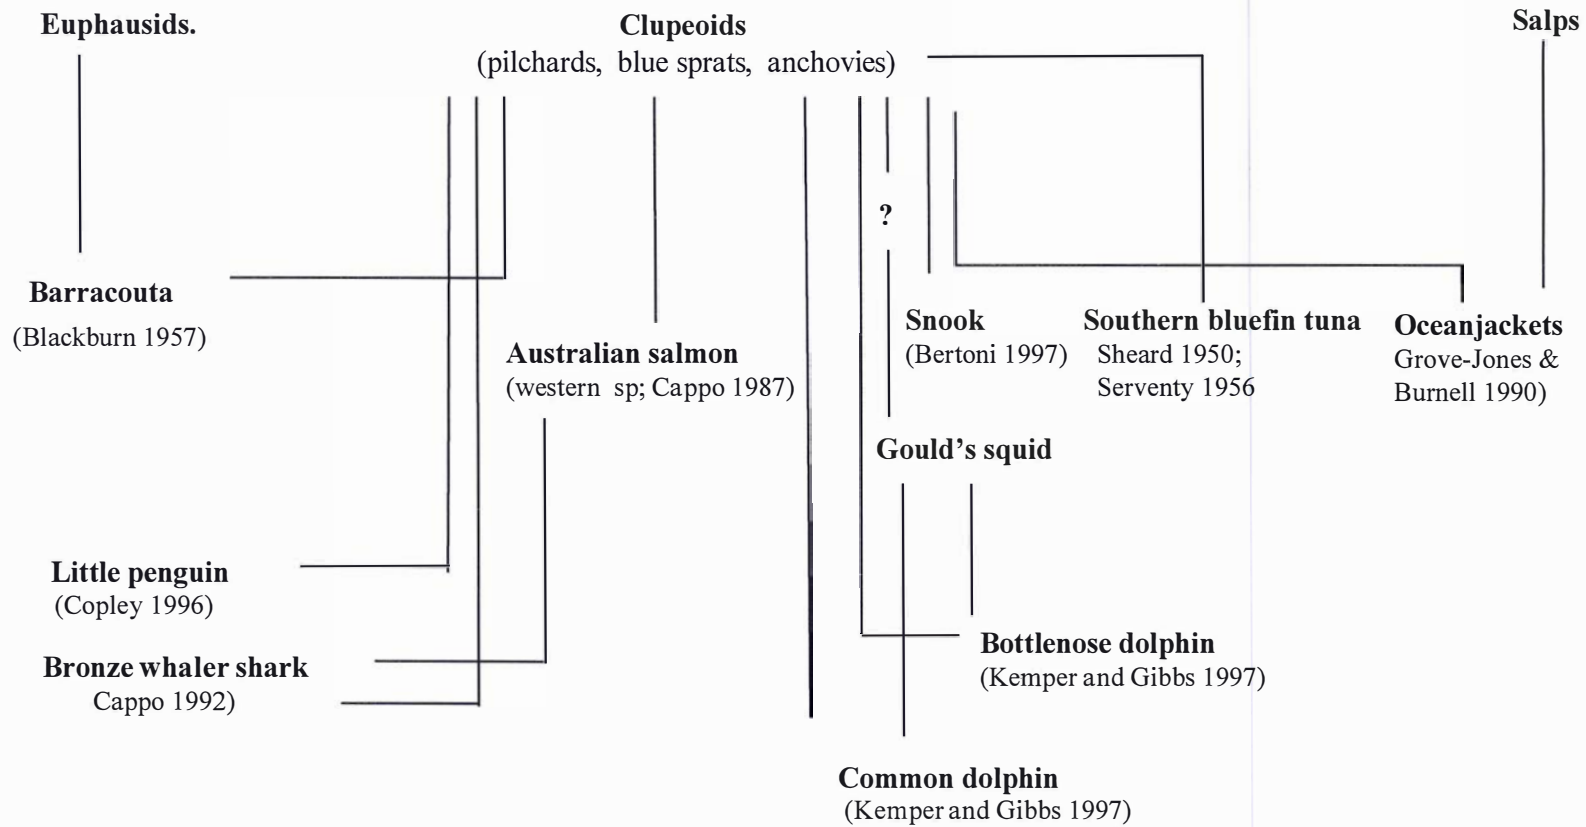 Euphausids.
Clupeoids
(pilchards, blue sprats, anchovies)
Salps
?
Barracouta
(Blackburn 1957)
Australian salmon
(western sp; Cappo 1987)
Snook
(Bertoni 1997)
Southern bluefin tuna
Sheard 1950;
Serventy 1956
Oceanjackets
Grove-Jones &
Burnell 1990)
Gould's squid
Little penguin
(Copley 1996)
Bronze whaler shark
Cappo 1992)
Bottlenose dolphin
(Kemper and Gibbs 1997)
Common dolphin
(Kemper and Gibbs 1997)